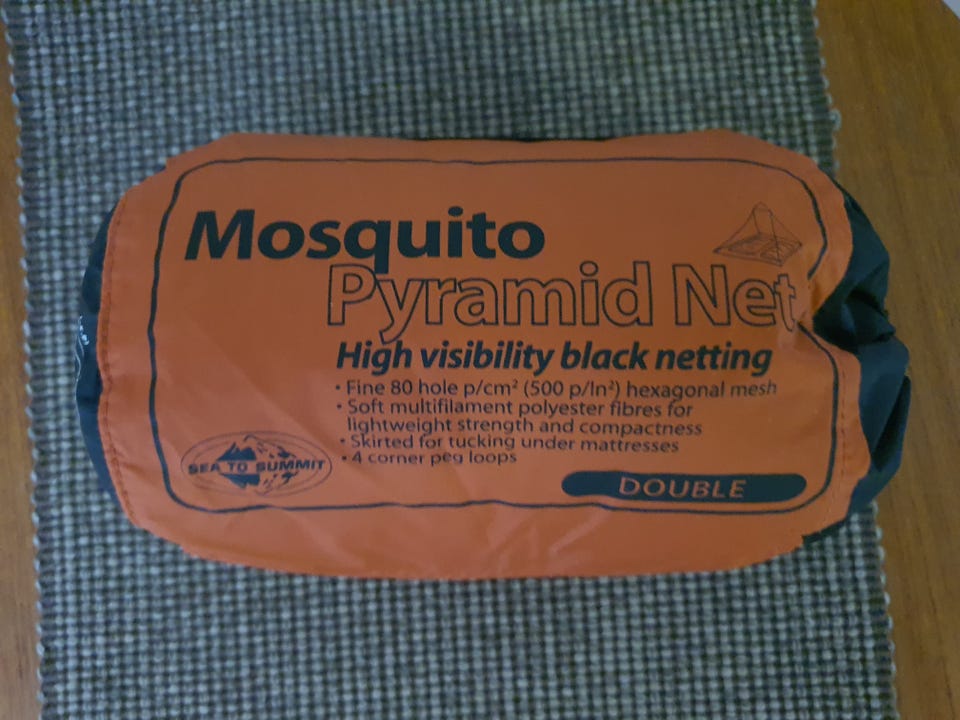 Mosquito
Pyramid Net
High visibility black netting
• Fine 80 hole p/cm² (500 p/In²) hexagonal mesh
• Soft multifilament polyester fibres for
lightweight strength and compactness
• Skirted for tucking under mattresses
• 4 corner peg loops
SEA TO SUMMIT
DOUBLE